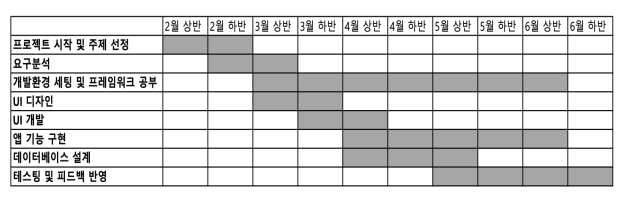 2월 상반 2월 하반 3월 상반 3월 하반 4월 상반 4월 하반 5월 상반 5월 하반 6월 상반 6월 하반
프로젝트 시작 및 주제 선정
요구분석
개발환경 세팅 및 프레임워크 공부
UI 디자인
UI 개발
앱 기능 구현
데이터베이스 설계
테스팅 및 피드백 반영